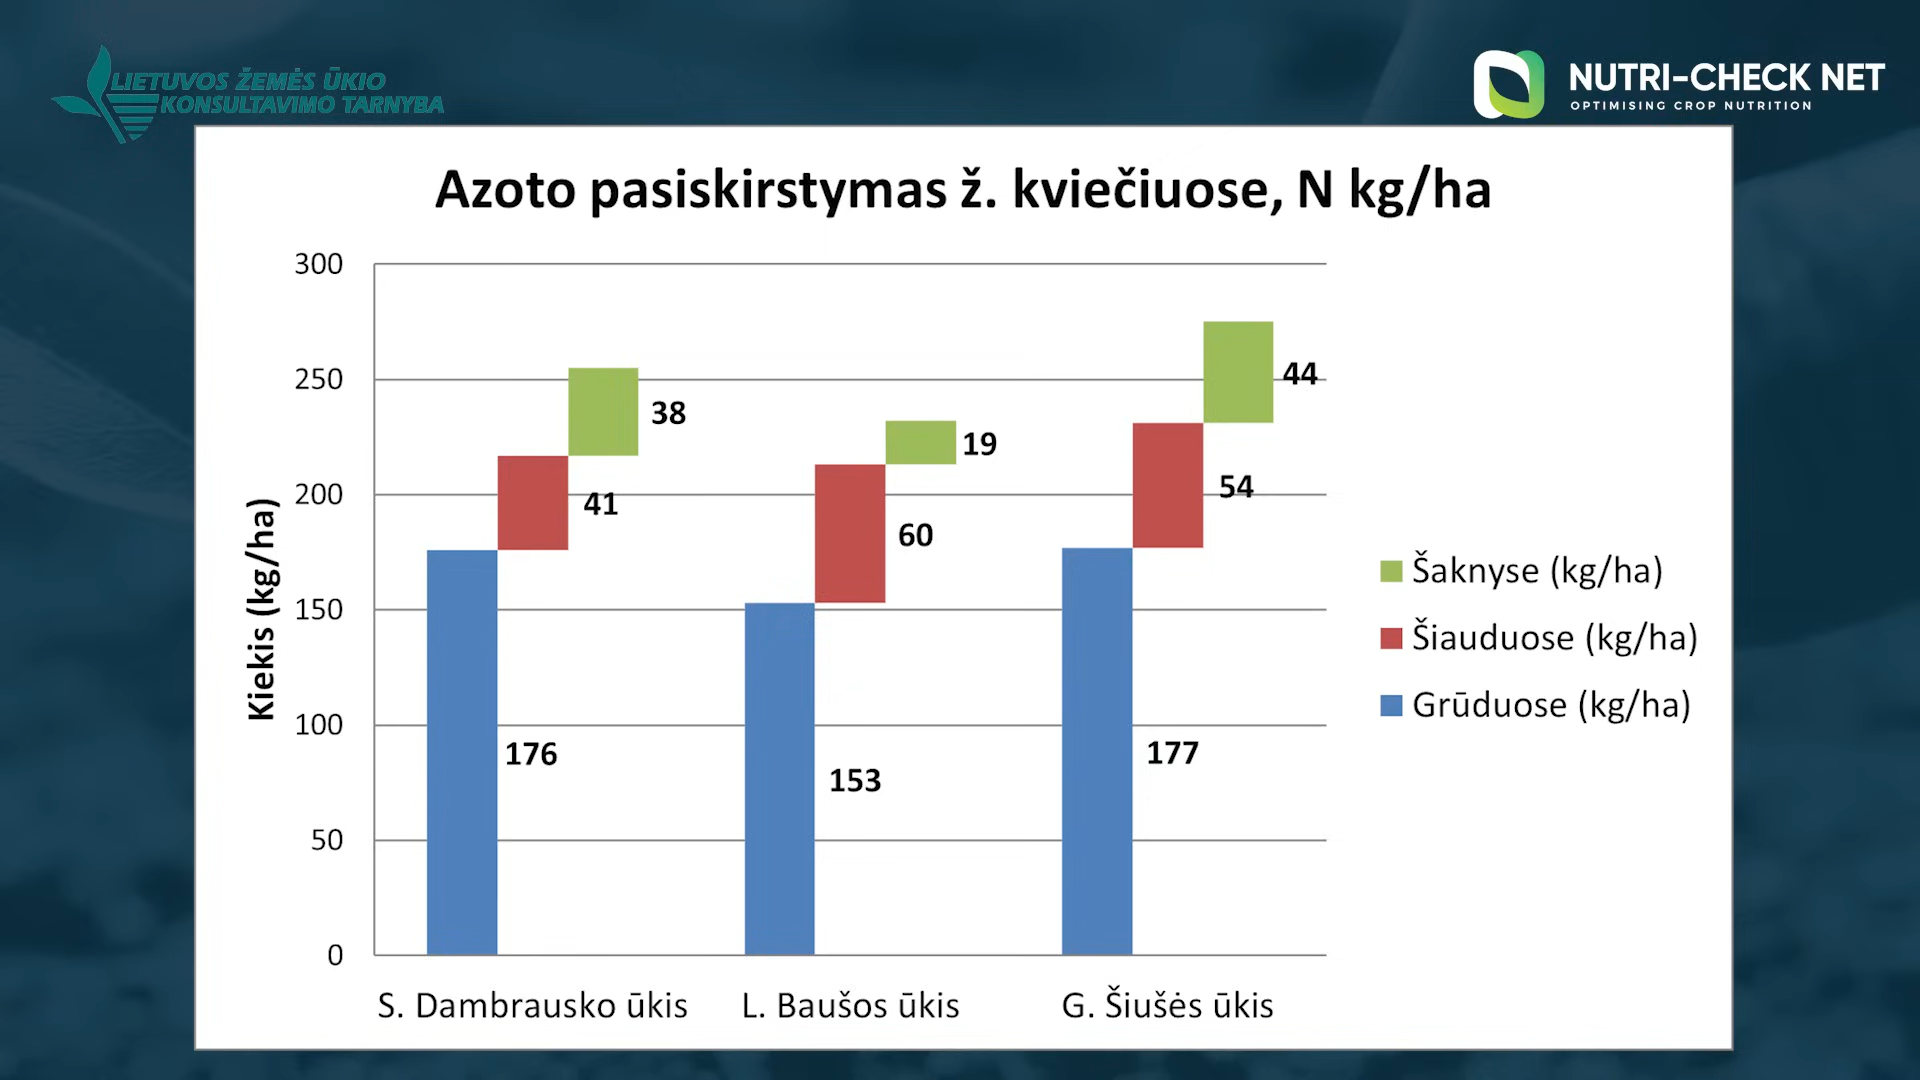 LIETUVOS ŽEMĖS ŪKIO
KONSULTAVIMO TARNYBA
NUTRI-CHECK NET
OPTIMISING CROP NUTRITION
Azoto pasiskirstymas ž. kviečiuose, N kg/ha
Kiekis (kg/ha)
300
250
200
150
100
50
0
176
41
38
153
60
19
177
54
44
S. Dambrausko ūkis
L. Baušos ūkis
G. Šiušės ūkis
Šaknyse (kg/ha)
Šiauduose (kg/ha)
Grūduose (kg/ha)